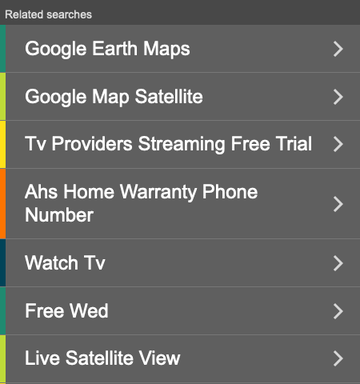 Related searches
Google Earth Maps
Google Map Satellite
Tv Providers Streaming Free Trial
Ahs Home Warranty Phone
Number
Watch Tv
Free Wed
Live Satellite View